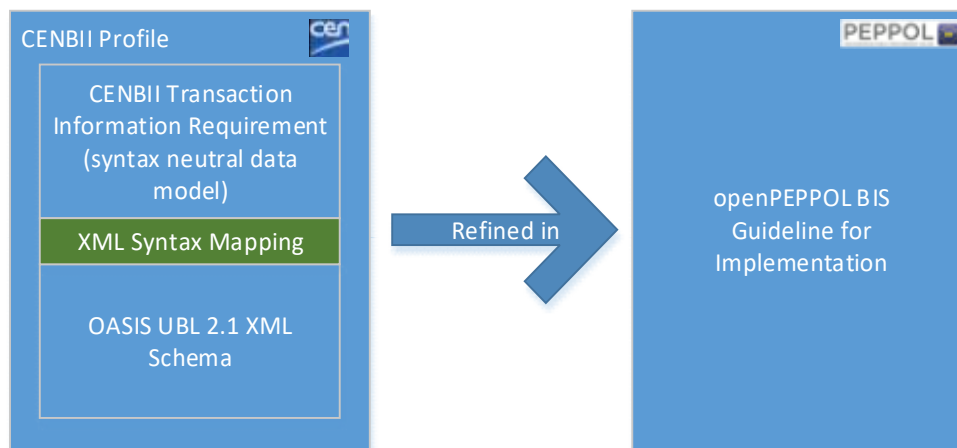 CENBII Profile
cen
CENBII Transaction
Information Requirement
(syntax neutral data
model)
XML Syntax Mapping
OASIS UBL 2.1 XML
Schema
Refined in
PEPPOL
openPEPPOL BIS
Guideline for
Implementation